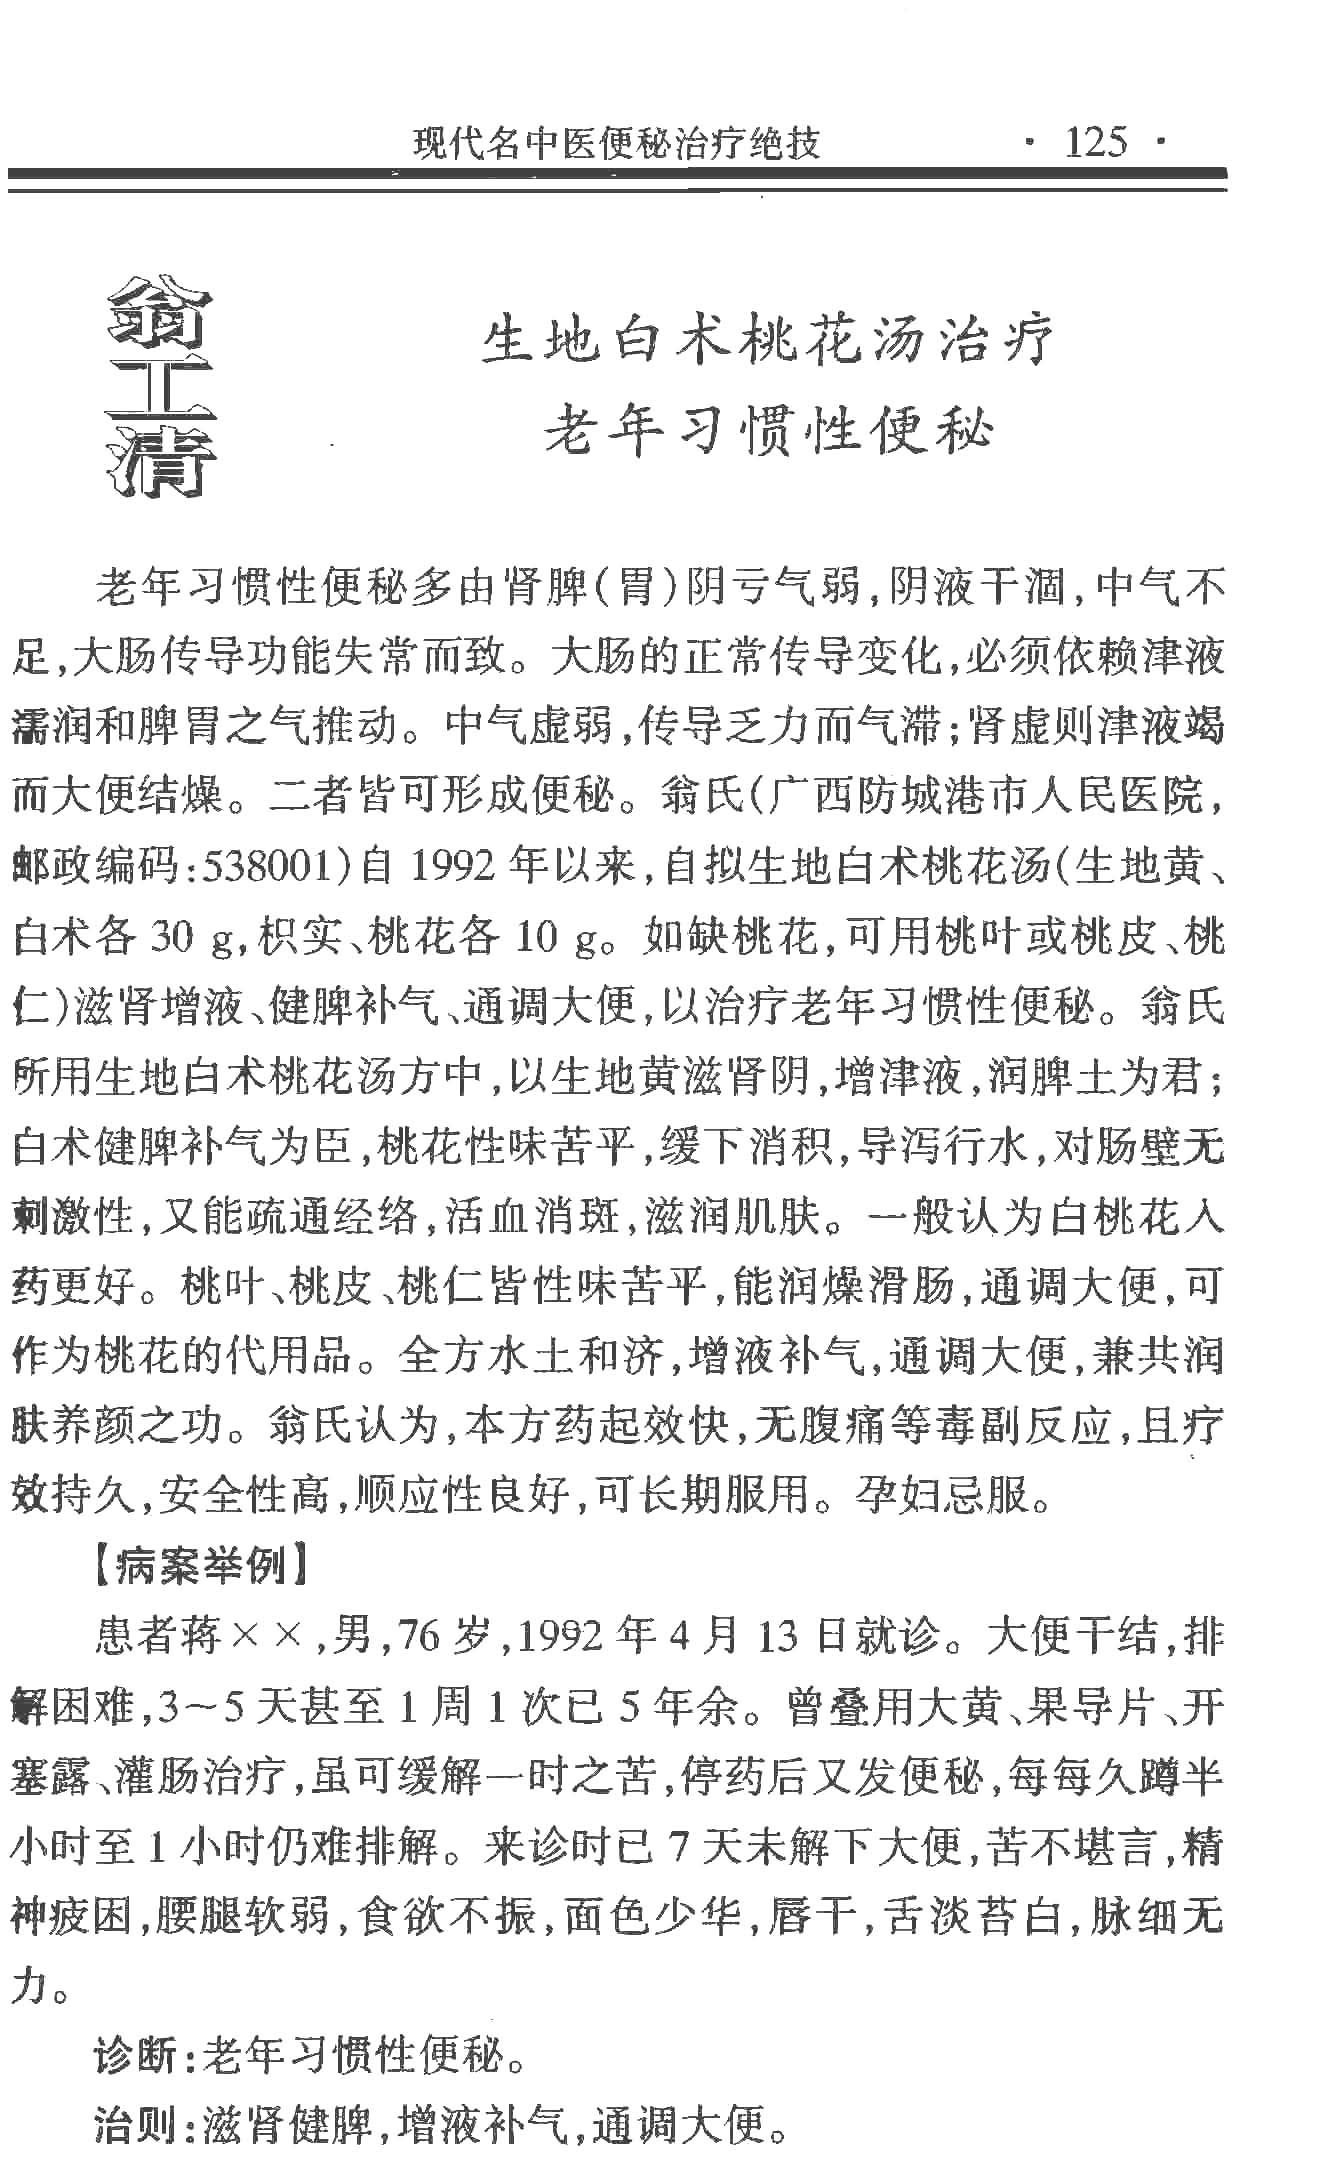 现代名中医便秘治疗绝技 · 125 ·
翁工清
生地白术桃花汤治疗
老年习惯性便秘
老年习惯性便秘多由肾脾(胃)阴亏气弱,阴液干涸,中气不
足,大肠传导功能失常而致。大肠的正常传导变化,必须依赖津液
濡润和脾胃之气推动。中气虚弱,传导乏力而气滞;肾虚则津液竭
而大便结燥。二者皆可形成便秘。翁氏(广西防城港市人民医院,
邮政编码:538001)自 1992 年以来,自拟生地白术桃花汤(生地黄、
白术各 30 g,枳实、桃花各 10 g。如缺桃花,可用桃叶或桃皮、桃
仁)滋肾增液、健脾补气、通调大便,以治疗老年习惯性便秘。翁氏
所用生地白术桃花汤方中,以生地黄滋肾阴,增津液,润脾土为君;
白术健脾补气为臣,桃花性味苦平,缓下消积,导泻行水,对肠壁无
刺激性,又能疏通经络,活血消斑,滋润肌肤。一般认为白桃花入
药更好。桃叶、桃皮、桃仁皆性味苦平,能润燥滑肠,通调大便,可
作为桃花的代用品。全方水土和济,增液补气,通调大便,兼共润
肤养颜之功。翁氏认为,本方药起效快,无腹痛等毒副反应,且疗
效持久,安全性高,顺应性良好,可长期服用。孕妇忌服。
【病案举例】
患者蒋××,男,76 岁,1992 年 4 月 13 日就诊。大便干结,排
解困难,3~5 天甚至 1 周 1 次已 5 年余。曾叠用大黄、果导片、开
塞露、灌肠治疗,虽可缓解一时之苦,停药后又发便秘,每每久蹲半
小时至 1 小时仍难排解。来诊时已 7 天未解下大便,苦不堪言,精
神疲困,腰腿软弱,食欲不振,面色少华,唇干,舌淡苔白,脉细无
力。
诊断:老年习惯性便秘。
治则:滋肾健脾,增液补气,通调大便。